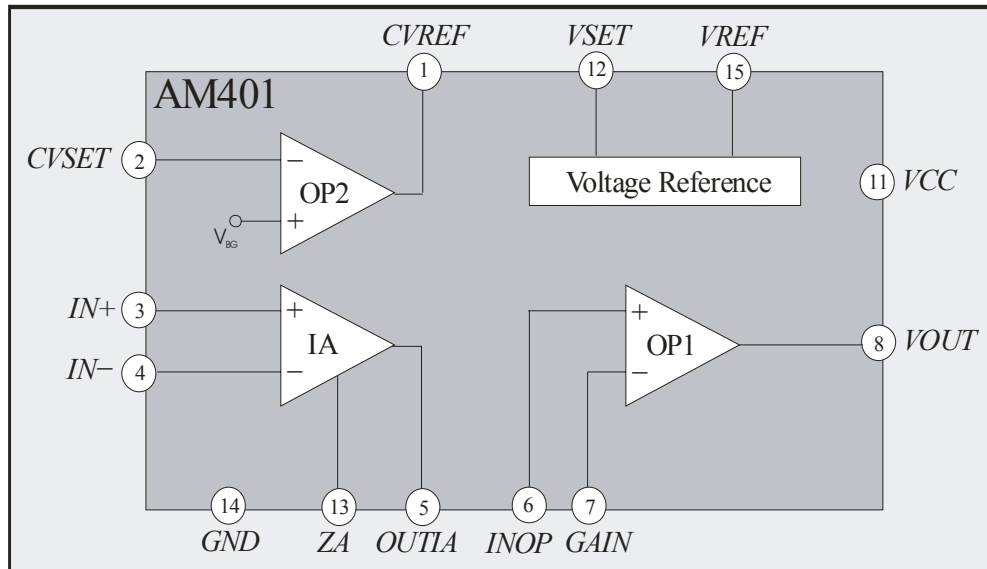 CVREF VSET VREF
1 12 15
AM401
CVSET 2 − OP2 Voltage Reference 11 VCC
+
VBG
IN+ 3 + +
IA OP1 8 VOUT
IN− 4 − −
14 13 5 6 7
GND ZA OUTIA INOP GAIN